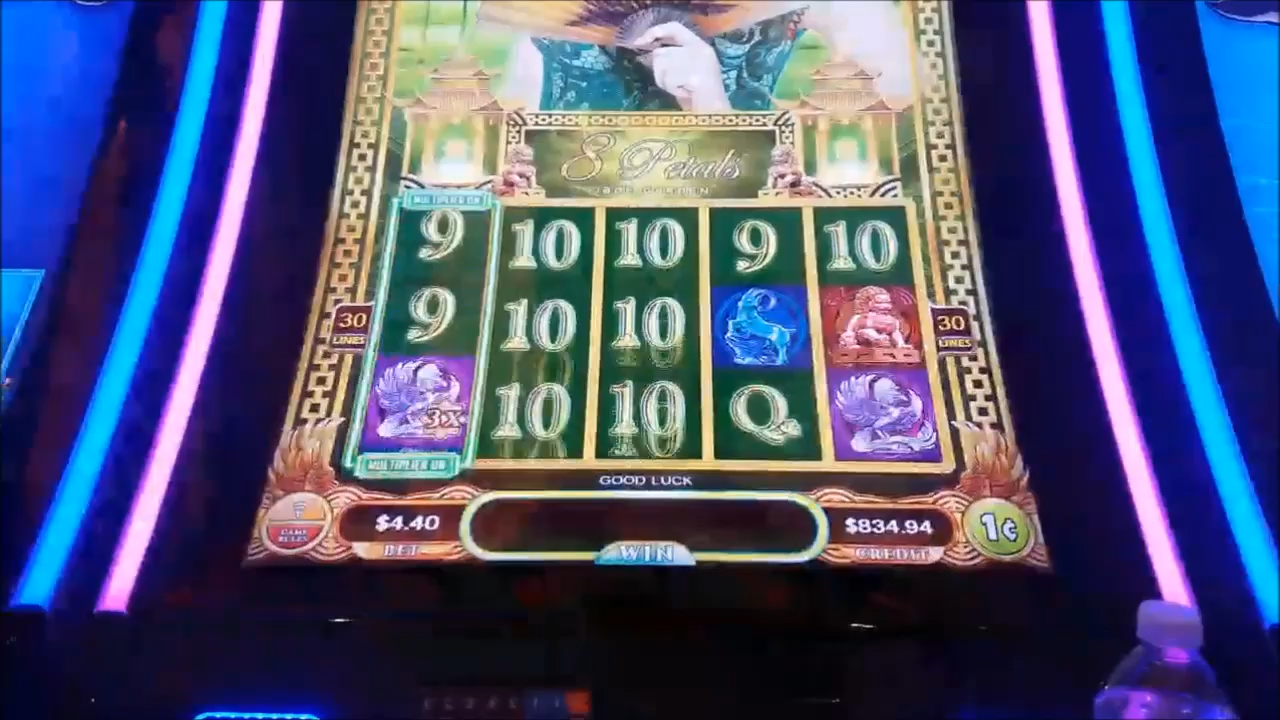 8 Petals
MULTIPLIER ON
9 10 10 9 10
30 LINES
9 10 10
30 LINES
3X 10 10 Q
MULTIPLIER ON
GOOD LUCK
GAME RULES
$4.40
BET
WIN
$834.94
CREDIT
1¢